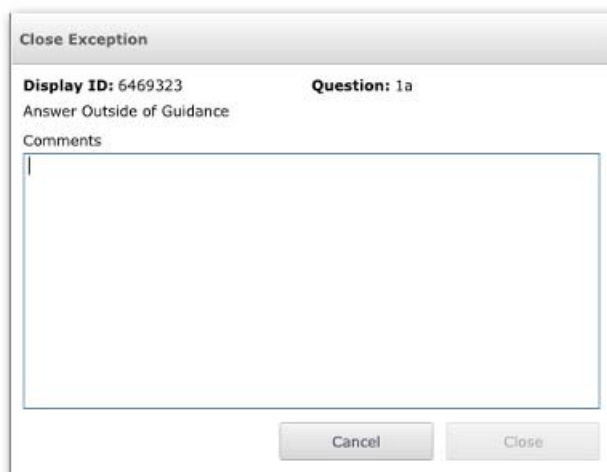 Close Exception
Display ID: 6469323 Question: 1a
Answer Outside of Guidance
Comments
Cancel Close